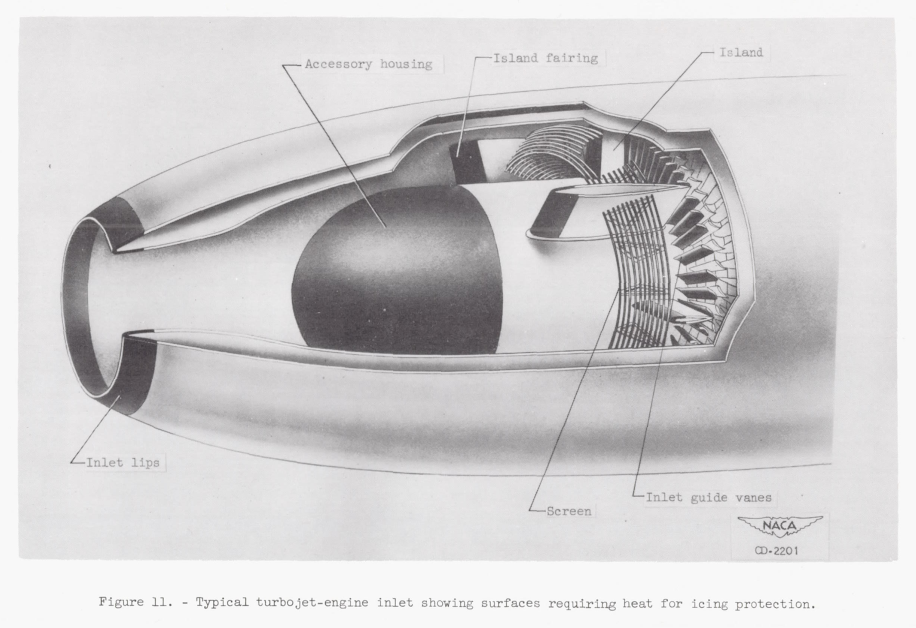 Accessory housing
Island fairing
Island
Inlet lips
Screen
Inlet guide vanes
NACA
CD-2201
Figure 11. - Typical turbojet-engine inlet showing surfaces requiring heat for icing protection.